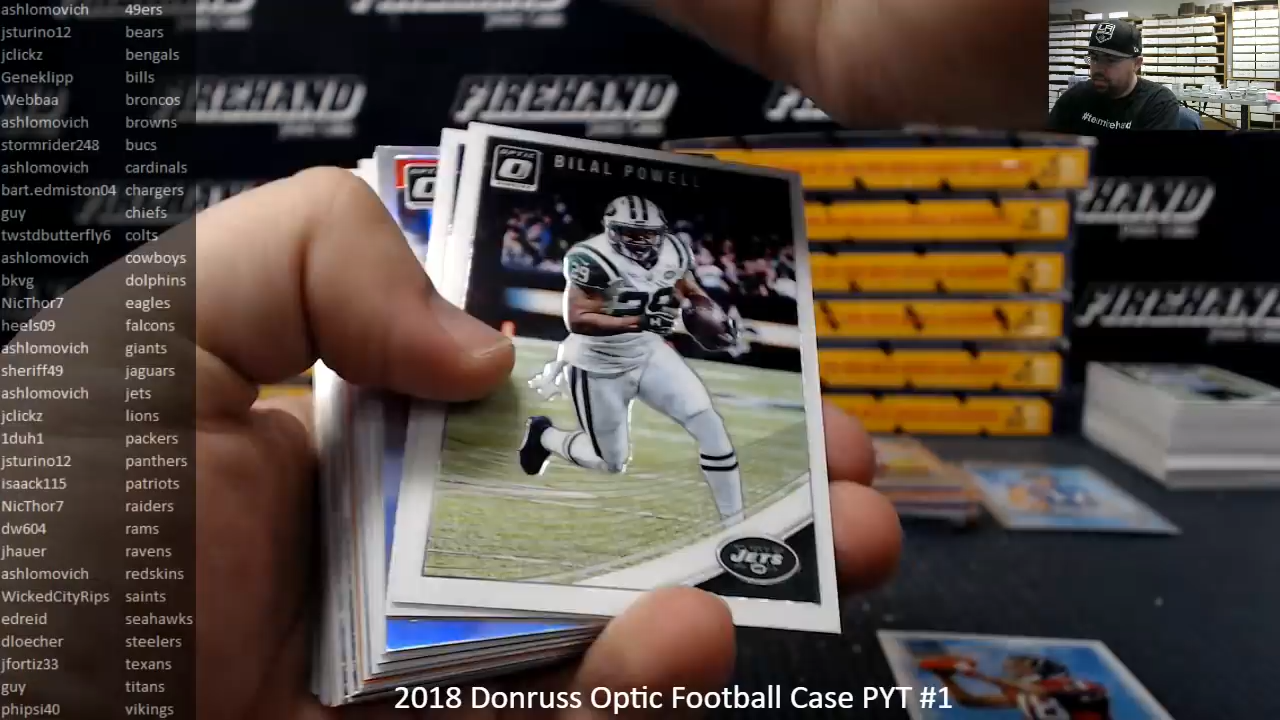 ashlomovich 49ers
jsturino12 bears
jclickz bengals
Geneklipp bills
Webbaa broncos
ashlomovich browns
stormrider248 bucs
ashlomovich cardinals
bart.edmiston04 chargers
guy chiefs
twstdbutterfly6 colts
ashlomovich cowboys
bkvg dolphins
NicThor7 eagles
heels09 falcons
ashlomovich giants
sheriff49 jaguars
ashlomovich jets
jclickz lions
1duh1 packers
jsturino12 panthers
isaack115 patriots
NicThor7 raiders
dw604 rams
jhauer ravens
ashlomovich redskins
WickedCityRips saints
edreid seahawks
dloecher steelers
jfortiz33 texans
guy titans
phipsi40 vikings
FIREHAND
OPTIC
BILAL POWELL
29
JETS
2018 Donruss Optic Football Case PYT #1